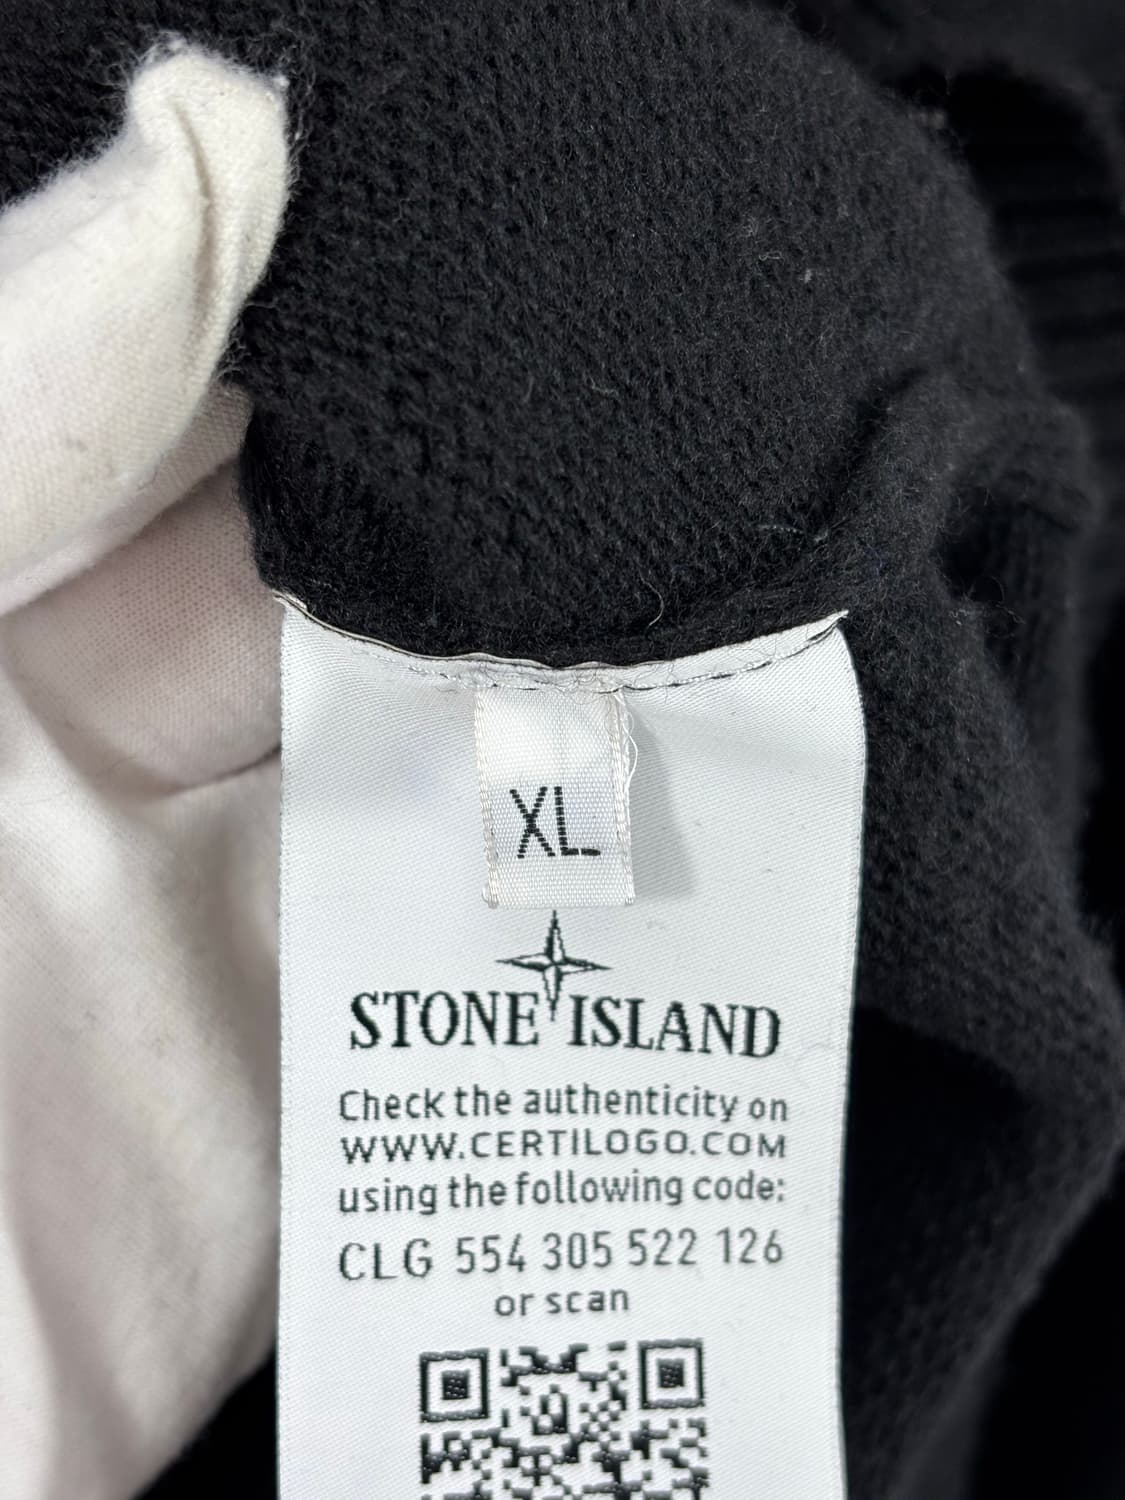 XL
STONE ISLAND
Check the authenticity on
WWW.CERTILOGO.COM
using the following code:
CLG 554 305 522 126
or scan